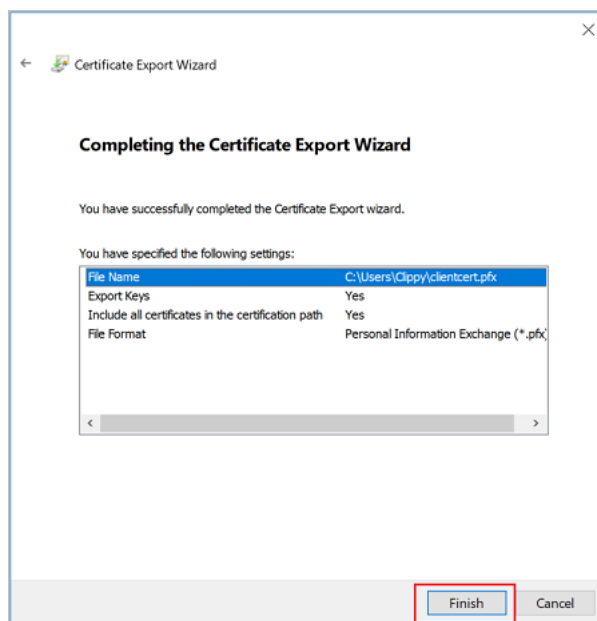 Certificate Export Wizard
Completing the Certificate Export Wizard
You have successfully completed the Certificate Export wizard.
You have specified the following settings:
File Name C:\Users\Clippy\clientcert.pfx
Export Keys Yes
Include all certificates in the certification path Yes
File Format Personal Information Exchange (*.pfx)
Finish Cancel